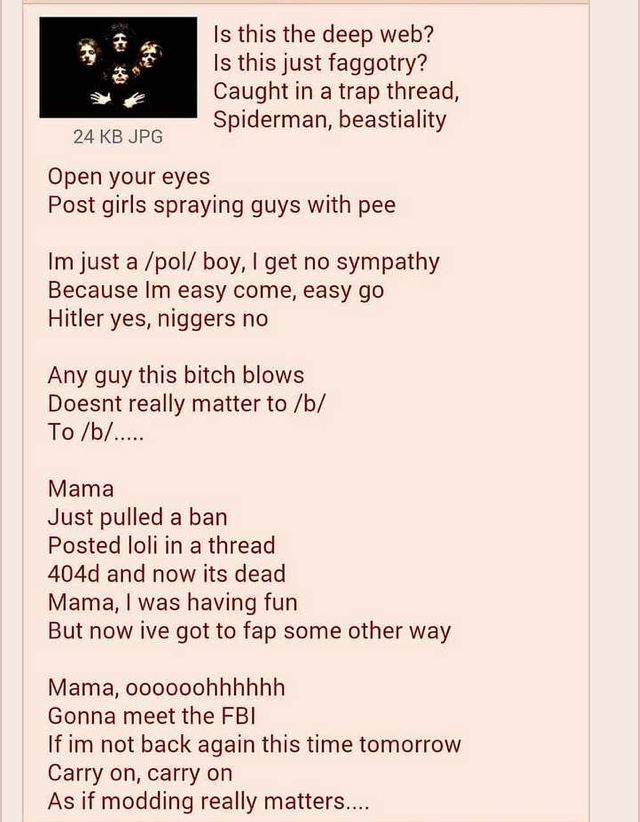 Is this the deep web?
Is this just faggotry?
Caught in a trap thread,
Spiderman, beastiality
24 KB JPG
Open your eyes
Post girls spraying guys with pee
Im just a /pol/ boy, I get no sympathy
Because Im easy come, easy go
Hitler yes, niggers no
Any guy this bitch blows
Doesnt really matter to /b/
To /b/.....
Mama
Just pulled a ban
Posted loli in a thread
404d and now its dead
Mama, I was having fun
But now ive got to fap some other way
Mama, oooooohhhhhh
Gonna meet the FBI
If im not back again this time tomorrow
Carry on, carry on
As if modding really matters....